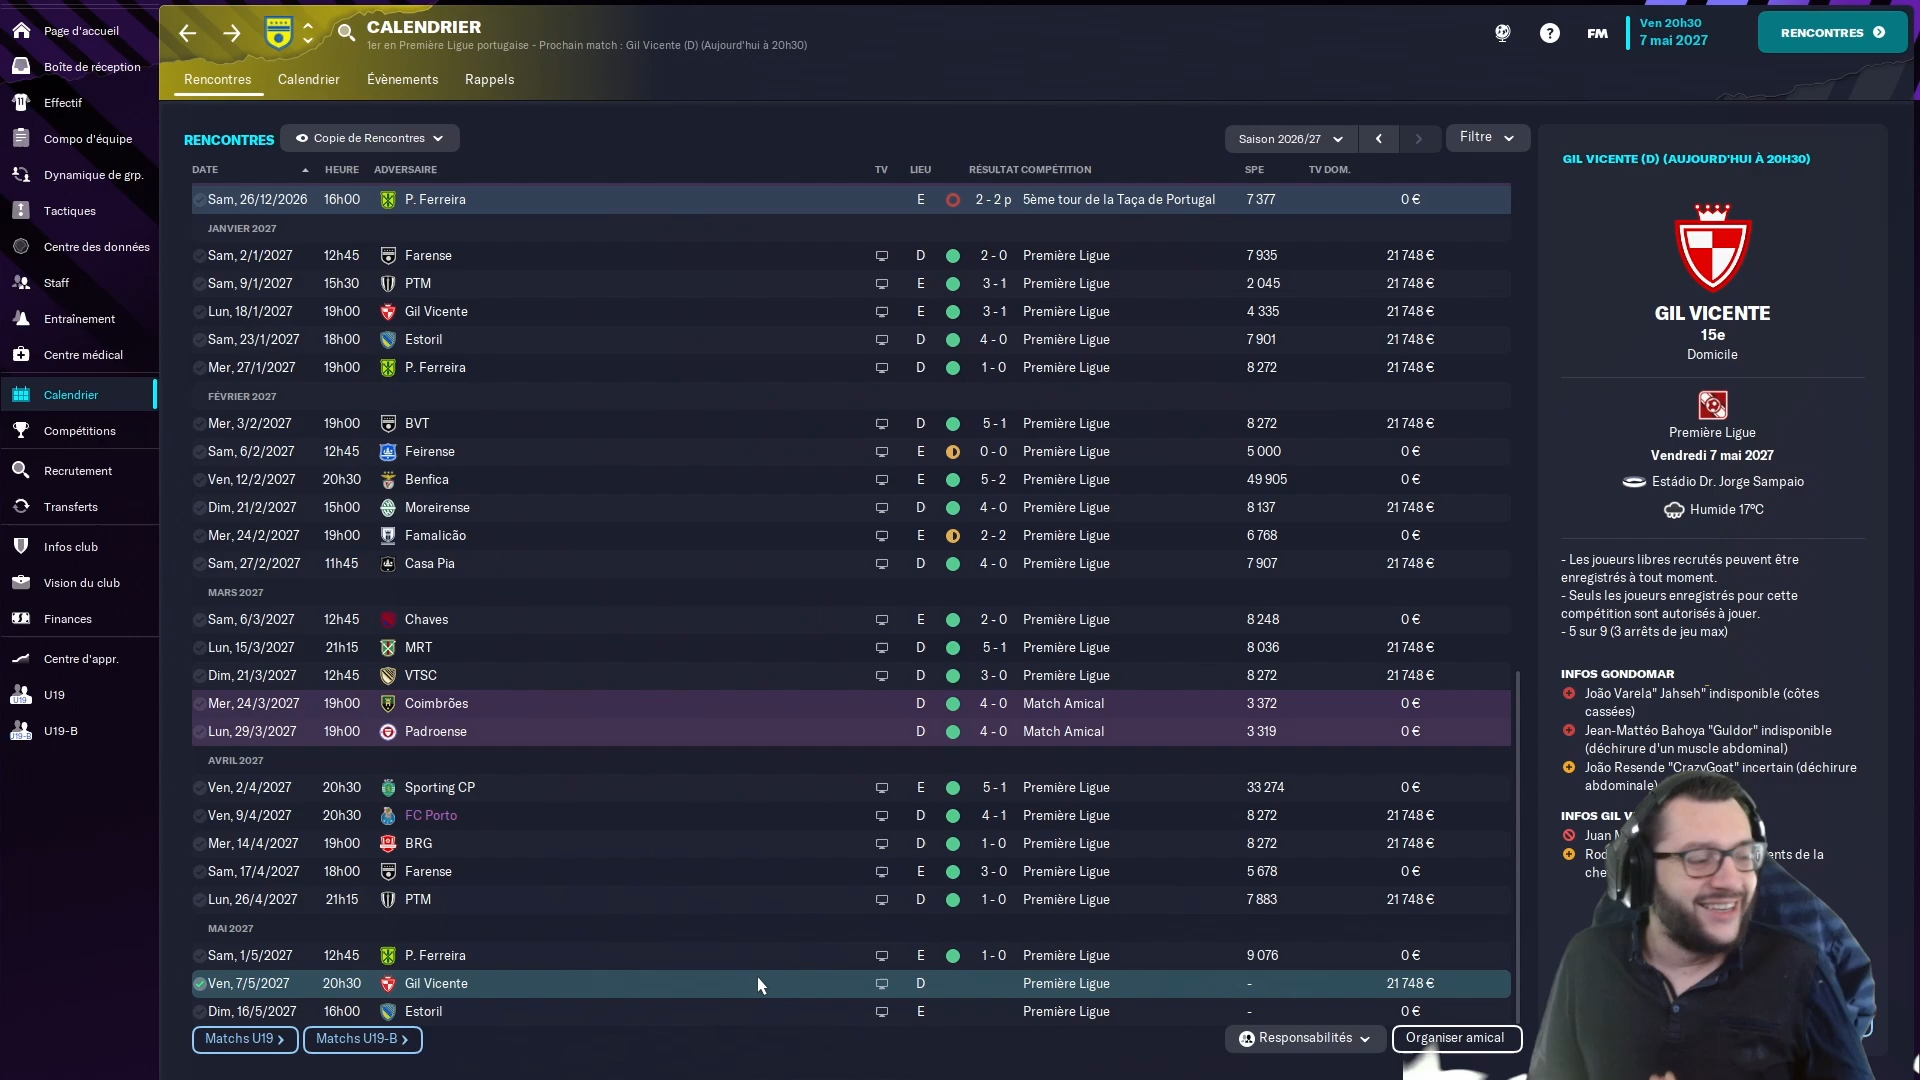 Page d'accueil
Boîte de réception
Effectif
Compo d'équipe
Dynamique de grp.
Tactiques
Centre des données
Staff
Entraînement
Centre médical
Calendrier
Compétitions
Recrutement
Transferts
Infos club
Vision du club
Finances
Centre d'appr.
U19
U19-B
CALENDRIER
1er en Première Ligue portugaise - Prochain match : Gil Vicente (D) (Aujourd'hui à 20h30)
Rencontres Calendrier Évènements Rappels
FM
Ven 20h30
7 mai 2027
RENCONTRES
RENCONTRES Copie de Rencontres Saison 2026/27 Filtre
DATE HEURE ADVERSAIRE TV LIEU RÉSULTAT COMPÉTITION SPE TV DOM.
Sam, 26/12/2026 16h00 P. Ferreira E 2 - 2 p 5ème tour de la Taça de Portugal 7 377 0 €
JANVIER 2027
Sam, 2/1/2027 12h45 Farense D 2 - 0 Première Ligue 7 935 21 748 €
Sam, 9/1/2027 15h30 PTM E 3 - 1 Première Ligue 2 045 21 748 €
Lun, 18/1/2027 19h00 Gil Vicente E 3 - 1 Première Ligue 4 335 21 748 €
Sam, 23/1/2027 18h00 Estoril D 4 - 0 Première Ligue 7 901 21 748 €
Mer, 27/1/2027 19h00 P. Ferreira D 1 - 0 Première Ligue 8 272 21 748 €
FÉVRIER 2027
Mer, 3/2/2027 19h00 BVT D 5 - 1 Première Ligue 8 272 21 748 €
Sam, 6/2/2027 12h45 Feirense E 0 - 0 Première Ligue 5 000 0 €
Ven, 12/2/2027 20h30 Benfica E 5 - 2 Première Ligue 49 905 0 €
Dim, 21/2/2027 15h00 Moreirense D 4 - 0 Première Ligue 8 137 21 748 €
Mer, 24/2/2027 19h00 Famalicão E 2 - 2 Première Ligue 6 768 0 €
Sam, 27/2/2027 11h45 Casa Pia D 4 - 0 Première Ligue 7 907 21 748 €
MARS 2027
Sam, 6/3/2027 12h45 Chaves E 2 - 0 Première Ligue 8 248 0 €
Lun, 15/3/2027 21h15 MRT D 5 - 1 Première Ligue 8 036 21 748 €
Dim, 21/3/2027 12h45 VTSC D 3 - 0 Première Ligue 8 272 21 748 €
Mer, 24/3/2027 19h00 Coimbrões D 4 - 0 Match Amical 3 372 0 €
Lun, 29/3/2027 19h00 Padroense D 4 - 0 Match Amical 3 319 0 €
AVRIL 2027
Ven, 2/4/2027 20h30 Sporting CP E 5 - 1 Première Ligue 33 274 0 €
Ven, 9/4/2027 20h30 FC Porto D 4 - 1 Première Ligue 8 272 21 748 €
Mer, 14/4/2027 19h00 BRG D 1 - 0 Première Ligue 8 272 21 748 €
Sam, 17/4/2027 18h00 Farense E 3 - 0 Première Ligue 5 678 0 €
Lun, 26/4/2027 21h15 PTM D 1 - 0 Première Ligue 7 883 21 748 €
MAI 2027
Sam, 1/5/2027 12h45 P. Ferreira E 1 - 0 Première Ligue 9 076 0 €
Ven, 7/5/2027 20h30 Gil Vicente D Première Ligue - 21 748 €
Dim, 16/5/2027 16h00 Estoril E Première Ligue - 0 €
Matchs U19 Matchs U19-B Responsabilités Organiser amical
GIL VICENTE (D) (AUJOURD'HUI À 20H30)
GIL VICENTE
15e
Domicile
Première Ligue
Vendredi 7 mai 2027
Estádio Dr. Jorge Sampaio
Humide 17ºC
- Les joueurs libres recrutés peuvent être
enregistrés à tout moment.
- Seuls les joueurs enregistrés pour cette
compétition sont autorisés à jouer.
- 5 sur 9 (3 arrêts de jeu max)
INFOS GONDOMAR
João Varela" Jahseh" indisponible (côtes
cassées)
Jean-Mattéo Bahoya "Guldor" indisponible
(déchirure d'un muscle abdominal)
João Resende "CrazyGoat" incertain (déchirure
abdominale)
INFOS GIL
Juan
de la